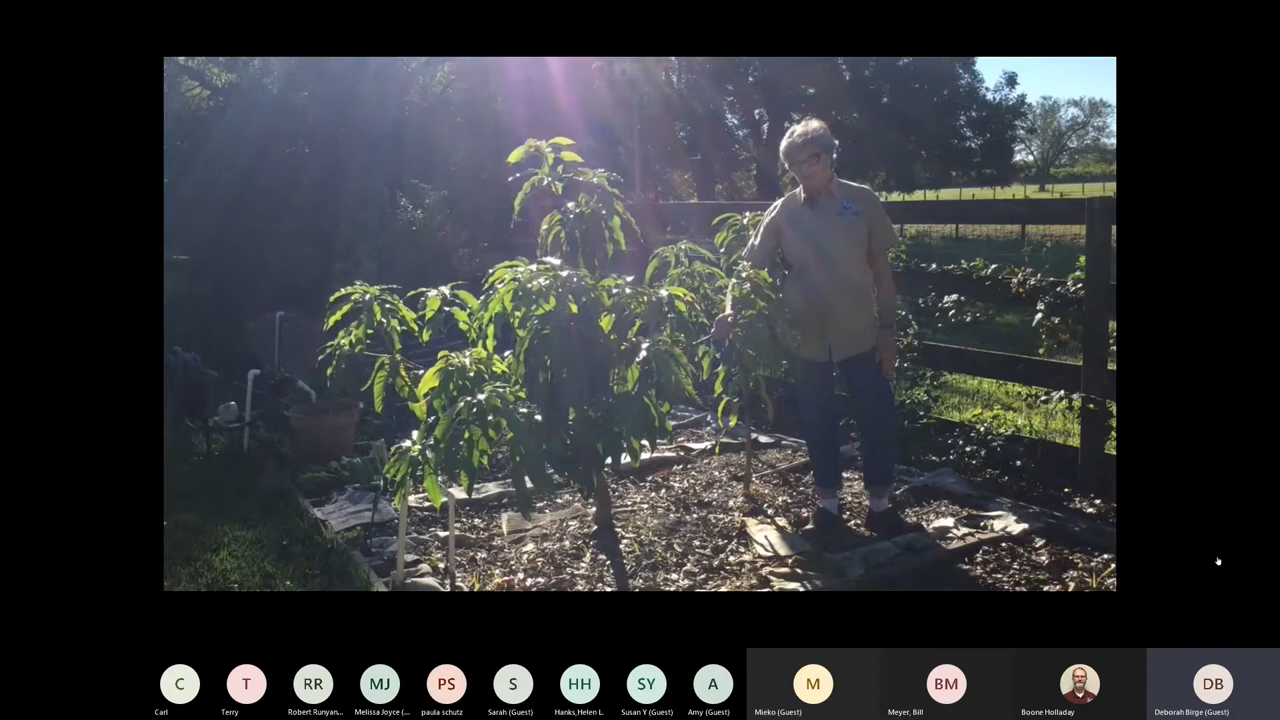 C
T
RR
MJ
PS
S
HH
SY
A
M
BM
DB
Carl
Terry
Robert Runyan...
Melissa Joyce (...
paula schutz
Sarah (Guest)
Hanks,Helen L.
Susan Y (Guest)
Amy (Guest)
Mieko (Guest)
Meyer, Bill
Boone Holladay
Deborah Birge (Guest)